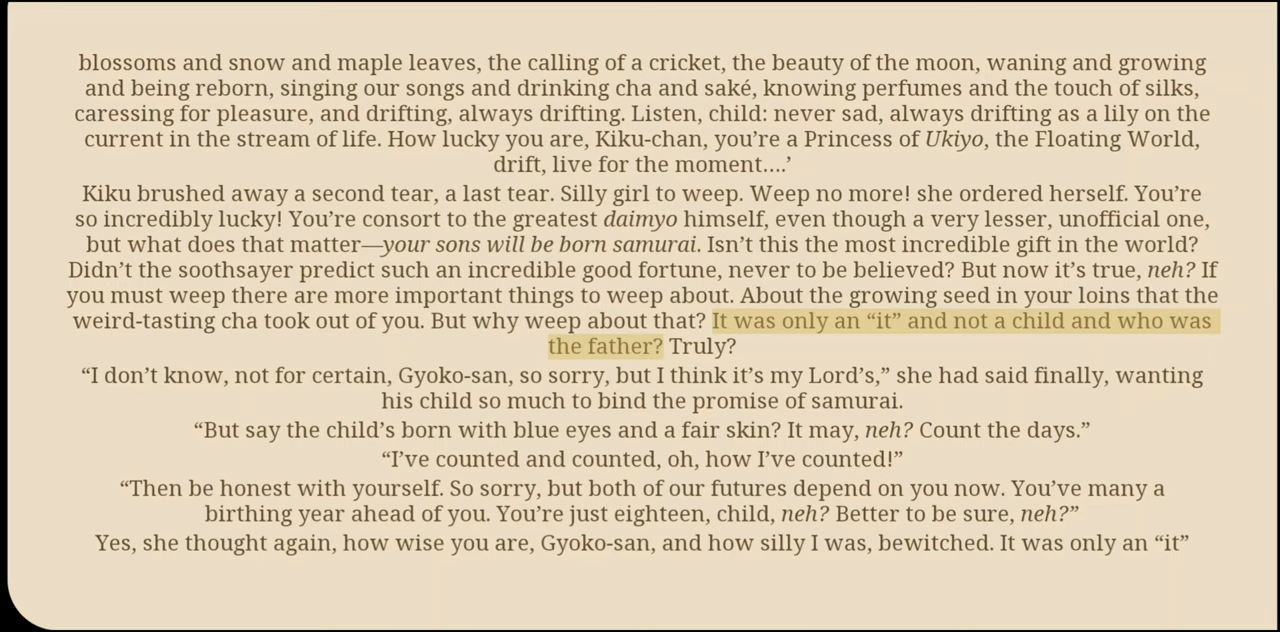 blossoms and snow and maple leaves, the calling of a cricket, the beauty of the moon, waning and growing
and being reborn, singing our songs and drinking cha and saké, knowing perfumes and the touch of silks,
caressing for pleasure, and drifting, always drifting. Listen, child: never sad, always drifting as a lily on the
current in the stream of life. How lucky you are, Kiku-chan, you’re a Princess of Ukiyo, the Floating World,
drift, live for the moment....’
Kiku brushed away a second tear, a last tear. Silly girl to weep. Weep no more! she ordered herself. You’re
so incredibly lucky! You’re consort to the greatest daimyo himself, even though a very lesser, unofficial one,
but what does that matter—your sons will be born samurai. Isn’t this the most incredible gift in the world?
Didn’t the soothsayer predict such an incredible good fortune, never to be believed? But now it’s true, neh? If
you must weep there are more important things to weep about. About the growing seed in your loins that the
weird-tasting cha took out of you. But why weep about that? It was only an “it” and not a child and who was
the father? Truly?
“I don’t know, not for certain, Gyoko-san, so sorry, but I think it’s my Lord’s,” she had said finally, wanting
his child so much to bind the promise of samurai.
“But say the child’s born with blue eyes and a fair skin? It may, neh? Count the days.”
“I’ve counted and counted, oh, how I’ve counted!”
“Then be honest with yourself. So sorry, but both of our futures depend on you now. You’ve many a
birthing year ahead of you. You’re just eighteen, child, neh? Better to be sure, neh?”
Yes, she thought again, how wise you are, Gyoko-san, and how silly I was, bewitched. It was only an “it”